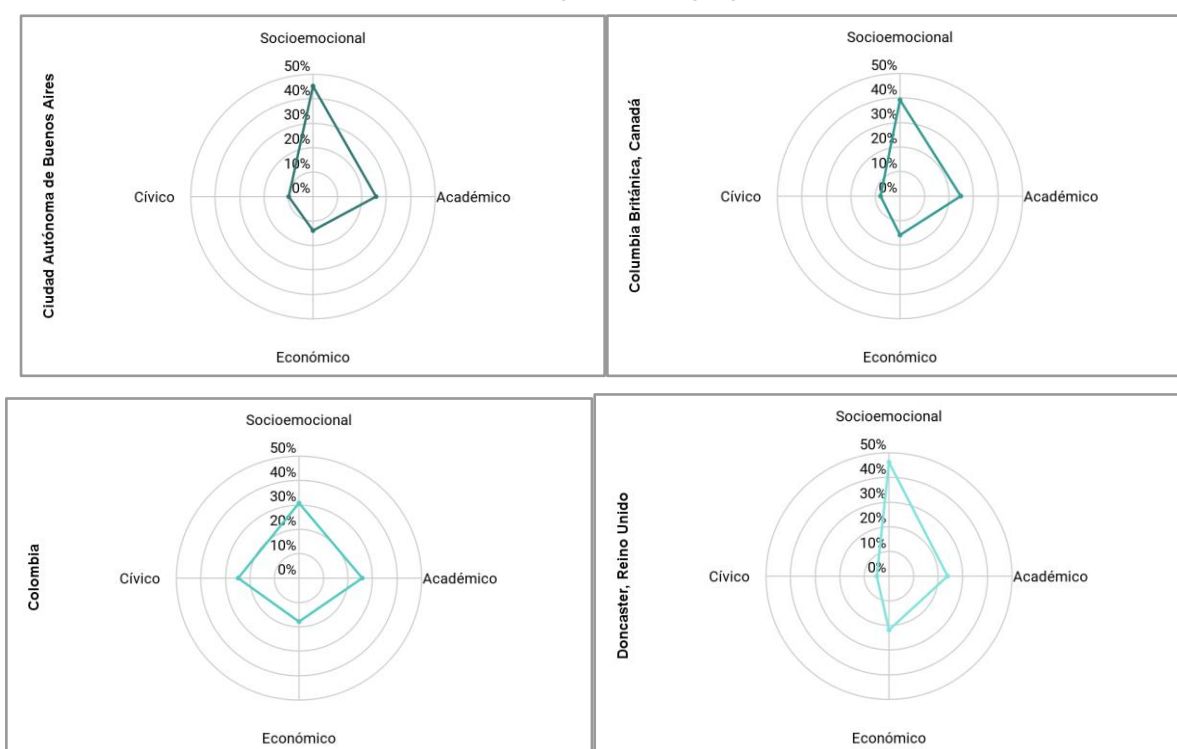 Socioemocional
50%
40%
30%
20%
10%
0%
Cívico
Académico
Económico
Ciudad Autónoma de Buenos Aires
Socioemocional
50%
40%
30%
20%
10%
0%
Cívico
Académico
Económico
Columbia Británica, Canadá
Socioemocional
50%
40%
30%
20%
10%
0%
Cívico
Académico
Económico
Colombia
Socioemocional
50%
40%
30%
20%
10%
0%
Cívico
Académico
Económico
Doncaster, Reino Unido